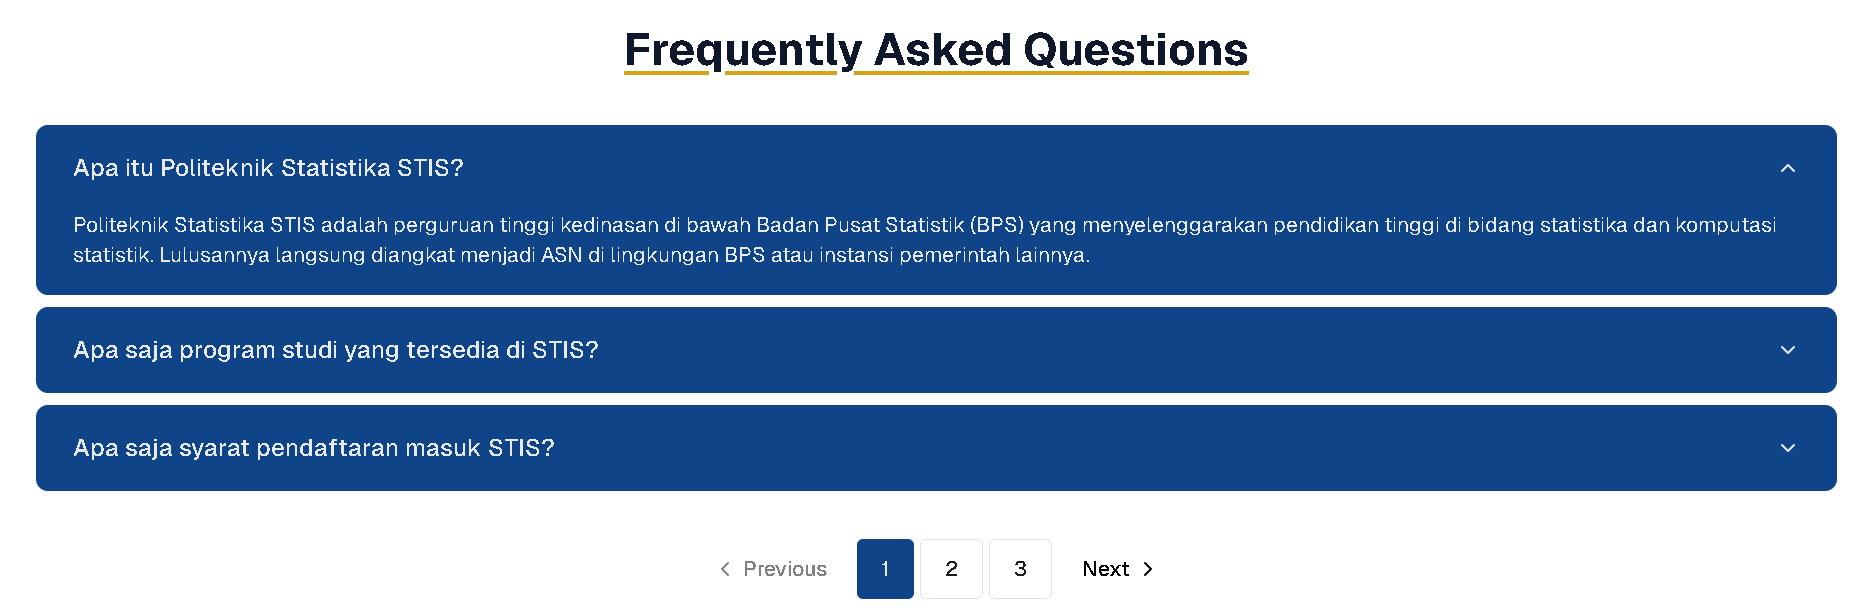 Frequently Asked Questions
Apa itu Politeknik Statistika STIS?
Politeknik Statistika STIS adalah perguruan tinggi kedinasan di bawah Badan Pusat Statistik (BPS) yang menyelenggarakan pendidikan tinggi di bidang statistika dan komputasi
statistik. Lulusannya langsung diangkat menjadi ASN di lingkungan BPS atau instansi pemerintah lainnya.
Apa saja program studi yang tersedia di STIS?
Apa saja syarat pendaftaran masuk STIS?
Previous 1 2 3 Next